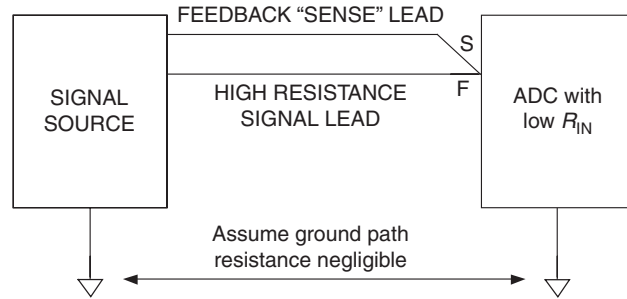 FEEDBACK “SENSE” LEAD
S
SIGNAL
SOURCE
F
HIGH RESISTANCE
SIGNAL LEAD
ADC with
low RIN
Assume ground path
resistance negligible